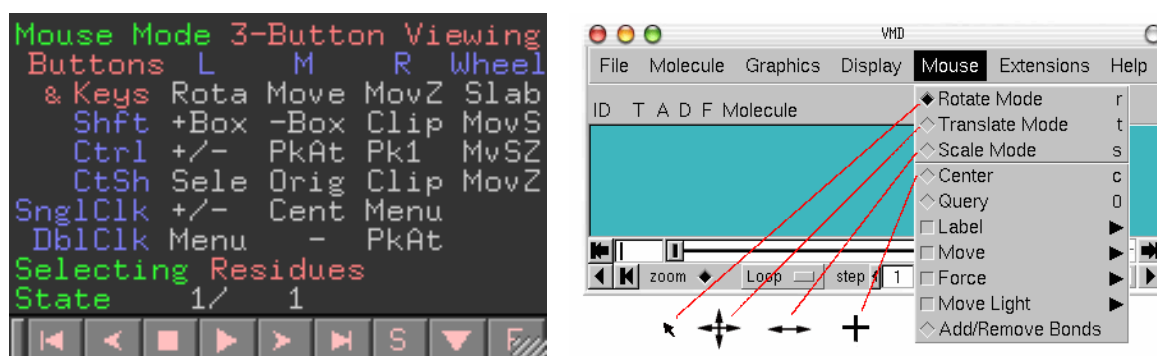 Mouse Mode 3-Button Viewing
Buttons L M R Wheel
& Keys Rota Move MovZ Slab
Shft +Box -Box Clip MovS
Ctrl +/- PkAt Pk1 MvSZ
CtSh Sele Orig Clip MovZ
SnglClk +/- Cent Menu
DblClk Menu - PkAt
Selecting Residues
State 1/ 1
S
VMD
File Molecule Graphics Display Mouse Extensions Help
ID T A D F Molecule
Rotate Mode r
Translate Mode t
Scale Mode s
Center c
Query 0
Label
Move
Force
Move Light
Add/Remove Bonds
zoom Loop step 1